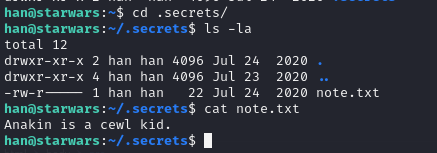 han@starwars:~$ cd .secrets/
han@starwars:~/.secrets$ ls -la
total 12
drwxr-xr-x 2 han han 4096 Jul 24  2020 .
drwxr-xr-x 4 han han 4096 Jul 23  2020 ..
-rw-r----- 1 han han   22 Jul 24  2020 note.txt
han@starwars:~/.secrets$ cat note.txt
Anakin is a cewl kid.
han@starwars:~/.secrets$